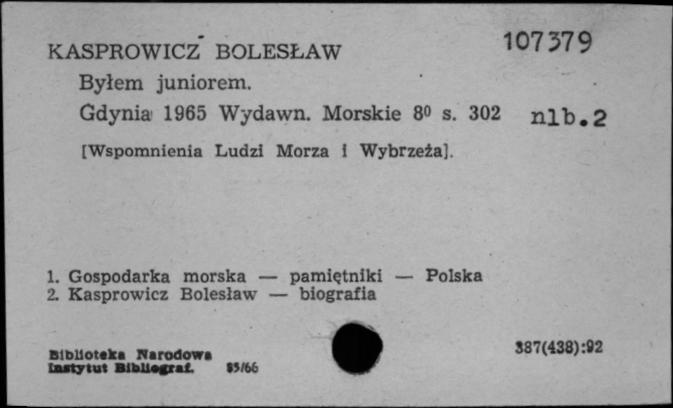 KASPROWICZ BOLESŁAW 107379
Byłem juniorem.
Gdynia 1965 Wydawn. Morskie 8⁰ s. 302 nlb.2
[Wspomnienia Ludzi Morza i Wybrzeża].
1. Gospodarka morska — pamiętniki — Polska
2. Kasprowicz Bolesław — biografia
Biblioteka Narodowa 387(438):92
Instytut Bibliograf. 85/66